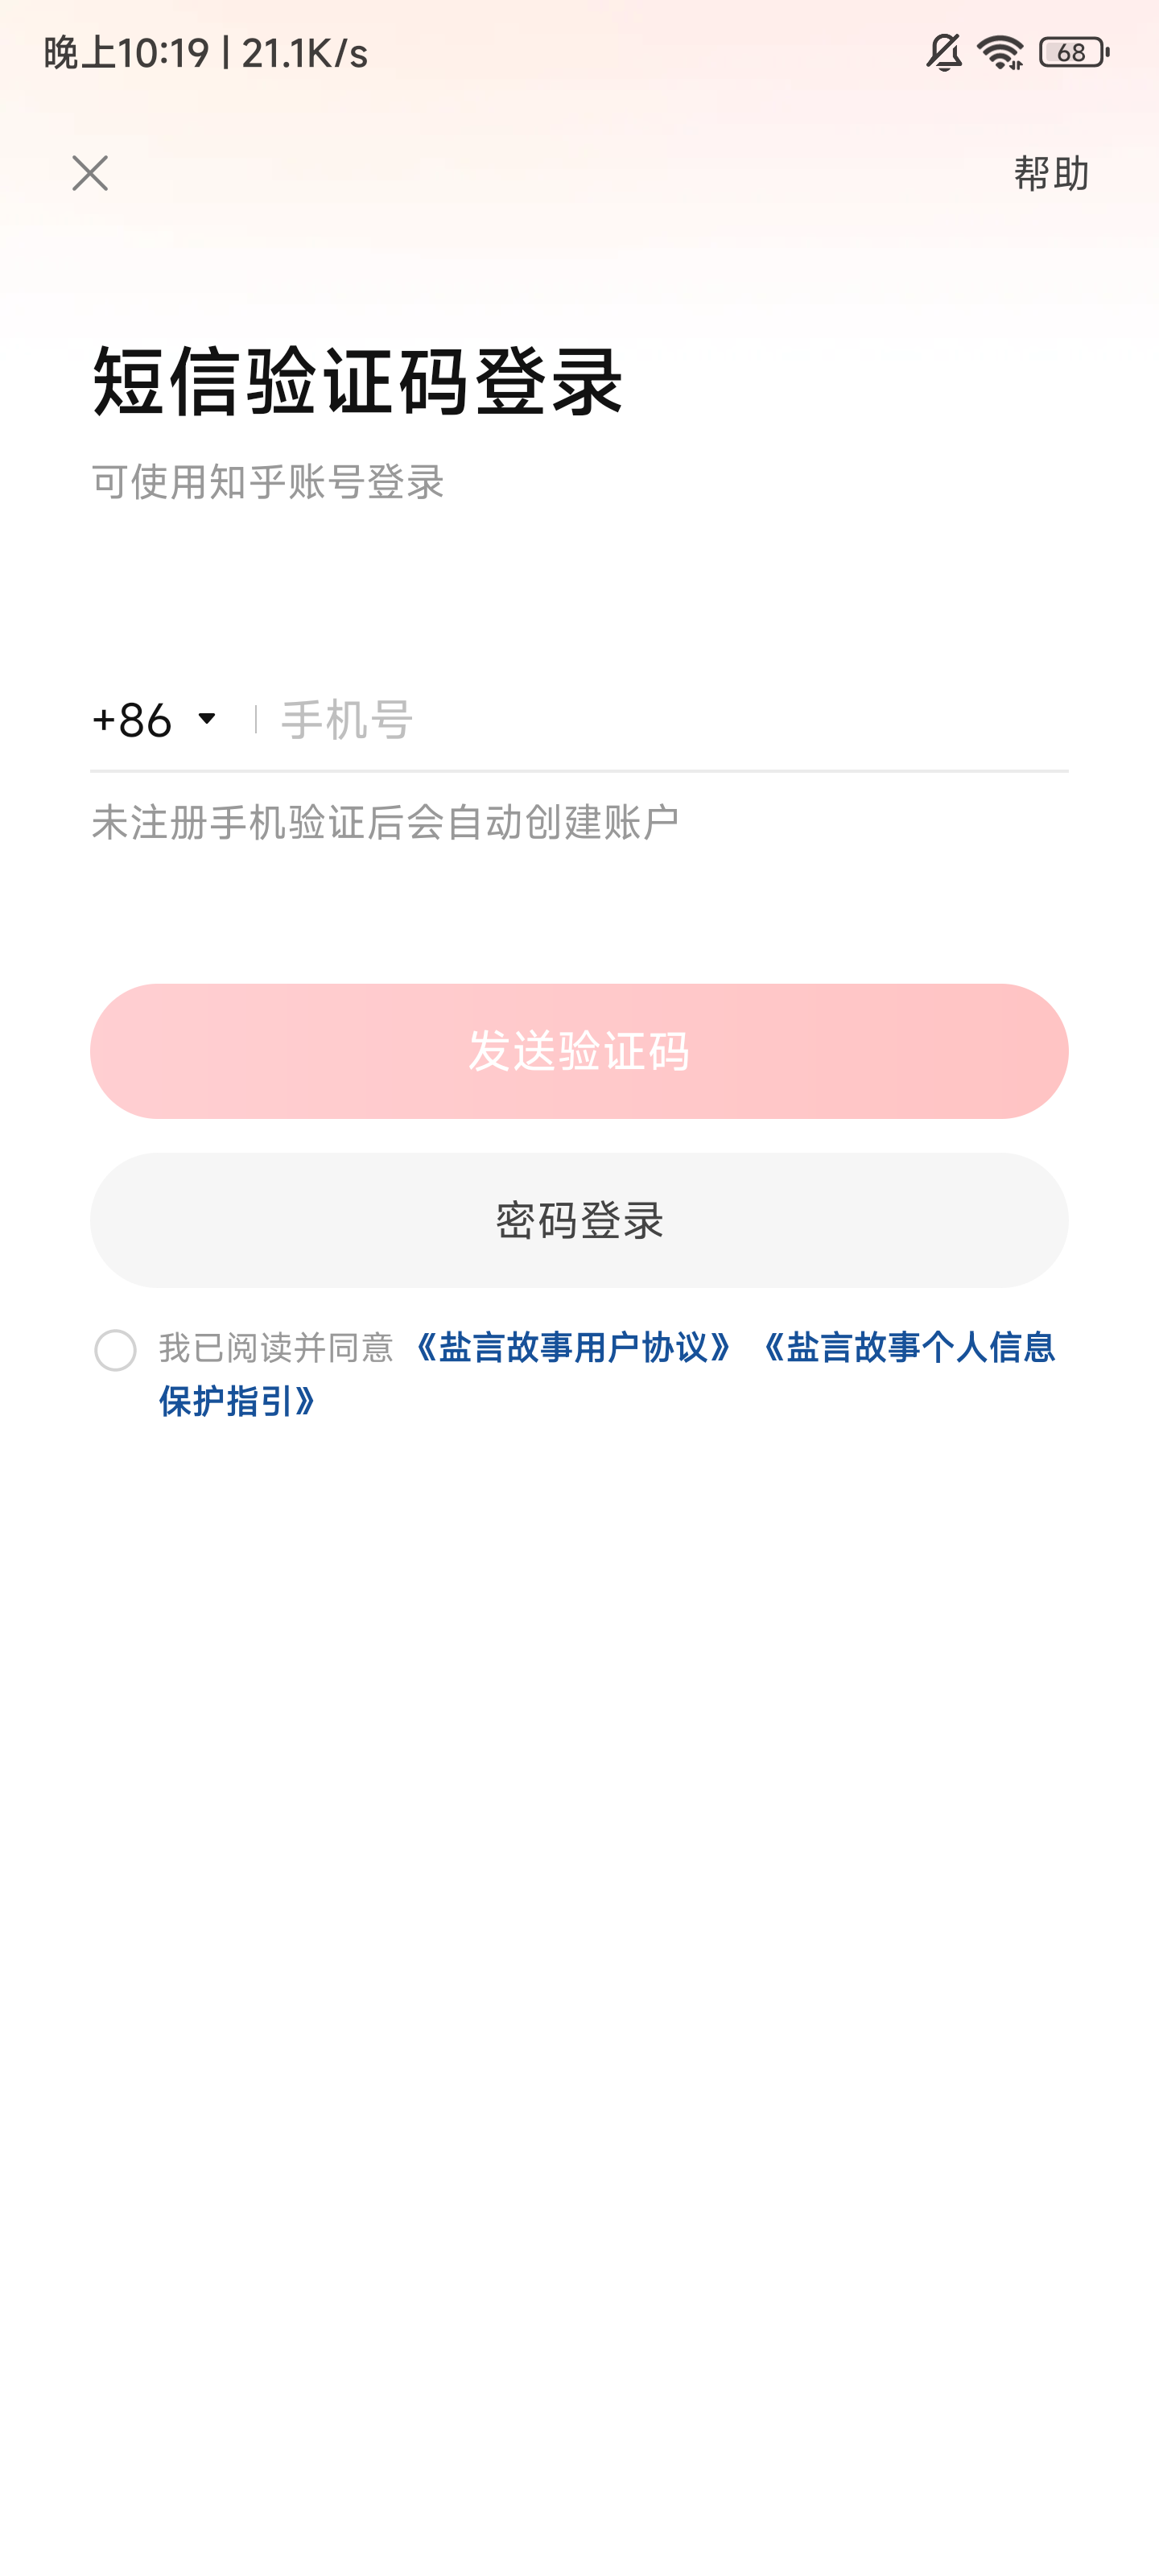 晚上10:19 | 21.1K/s
68
帮助
短信验证码登录
可使用知乎账号登录
+86
手机号
未注册手机验证后会自动创建账户
发送验证码
密码登录
我已阅读并同意 《盐言故事用户协议》 《盐言故事个人信息
保护指引》